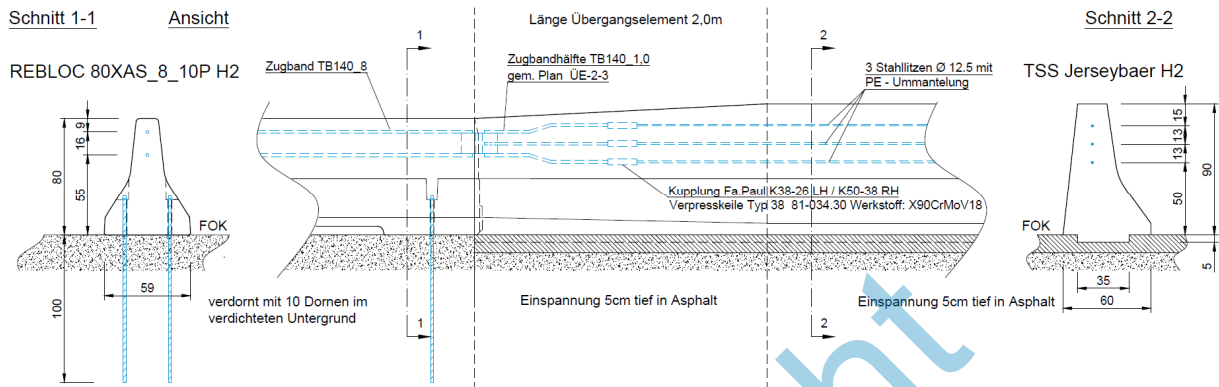 Schnitt 1-1
Ansicht
Länge Übergangselement 2,0m
Schnitt 2-2
1
2
REBLOC 80XAS_8_10P H2
Zugband TB140_8
Zugbandhälfte TB140_1,0
gem. Plan ÜE-2-3
3 Stahllitzen Ø 12.5 mit
PE - Ummantelung
TSS Jerseybaer H2
9
16
55
80
100
59
FOK
15
13
13
50
90
5
35
60
FOK
Kupplung Fa.Paul K38-26 LH / K50-38 RH
Verpresskeile Typ 38 81-034.30 Werkstoff: X90CrMoV18
verdornt mit 10 Dornen im
verdichteten Untergrund
Einspannung 5cm tief in Asphalt
Einspannung 5cm tief in Asphalt
1
2
ht